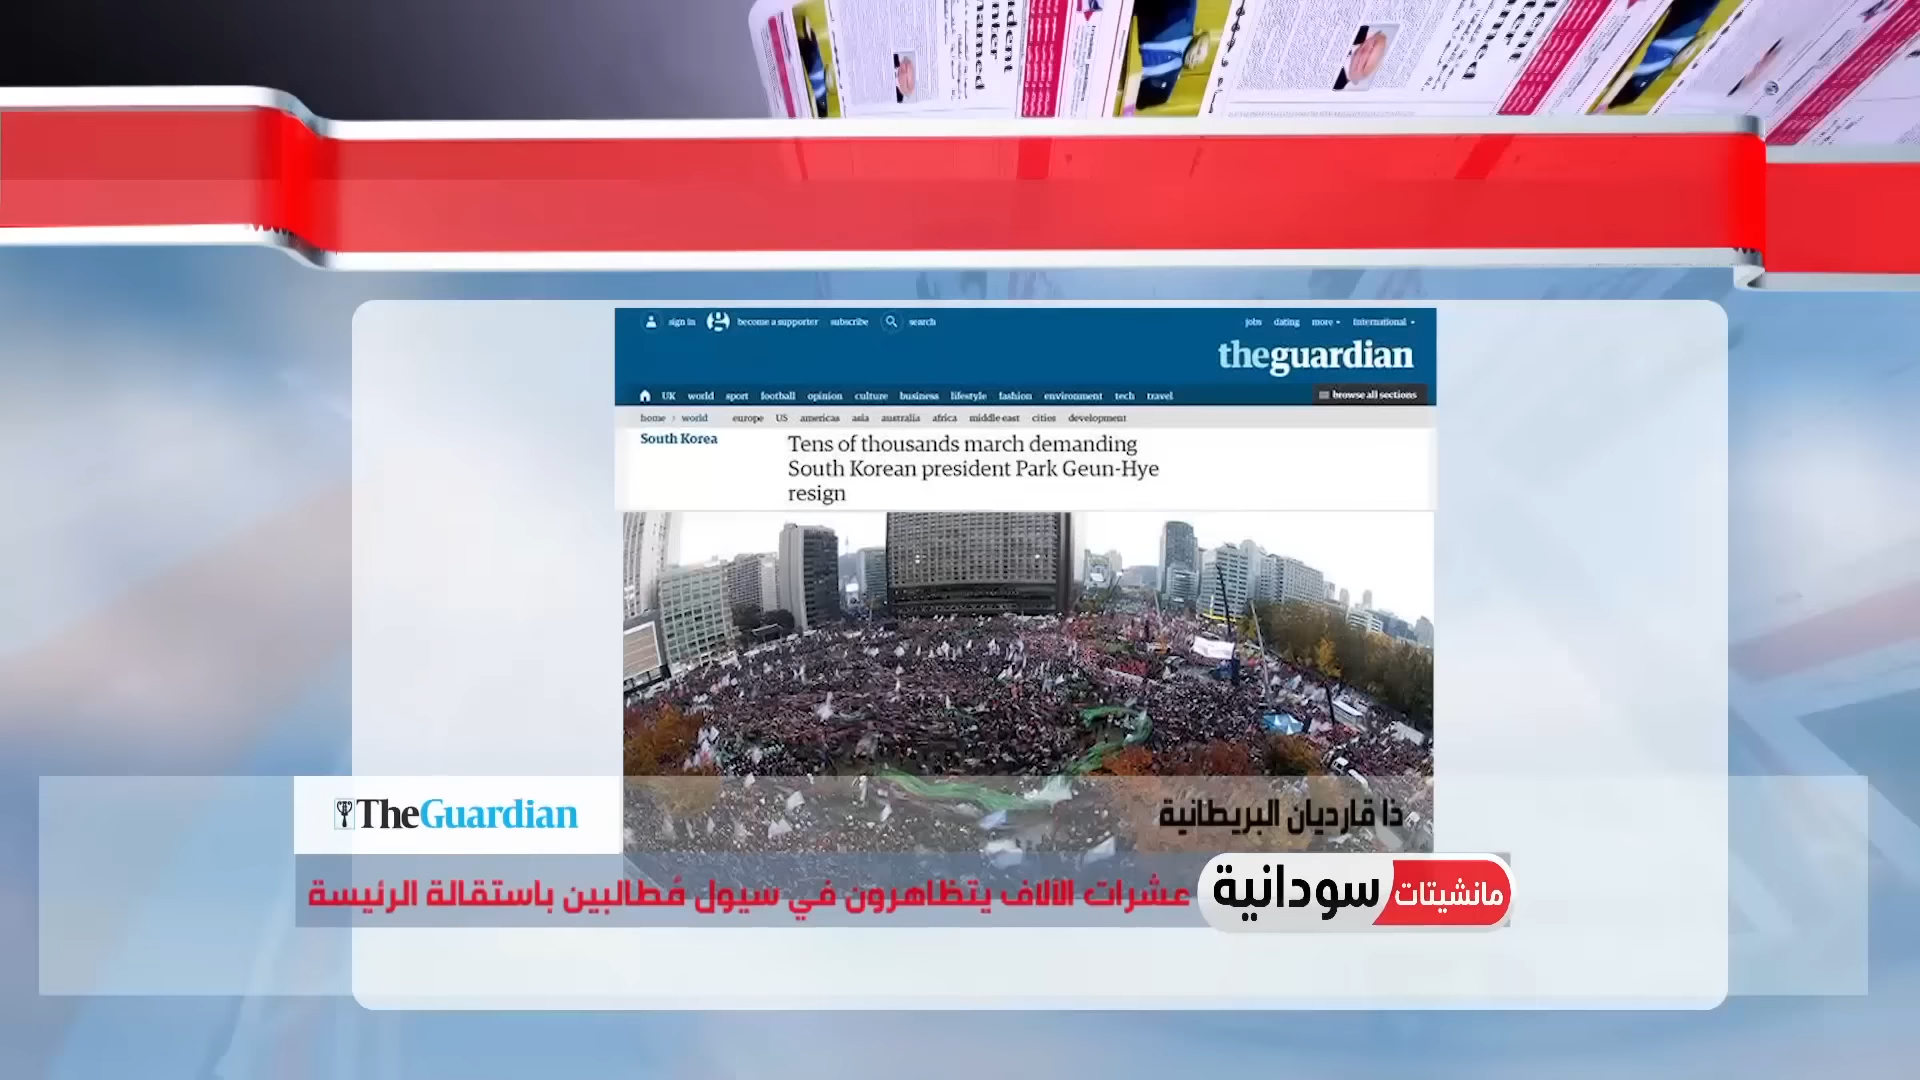 sign in become a supporter subscribe search jobs dating more International
theguardian
UK world sport football opinion culture business lifestyle fashion environment tech travel browse all sections
home › world europe US americas asia australia africa middle east cities development
South Korea
Tens of thousands march demanding
South Korean president Park Geun-Hye
resign
TheGuardian
ذا قارديان البريطانية
مانشيتات سودانية
عشرات الآلاف يتظاهرون في سيول مُطالبين باستقالة الرئيسة